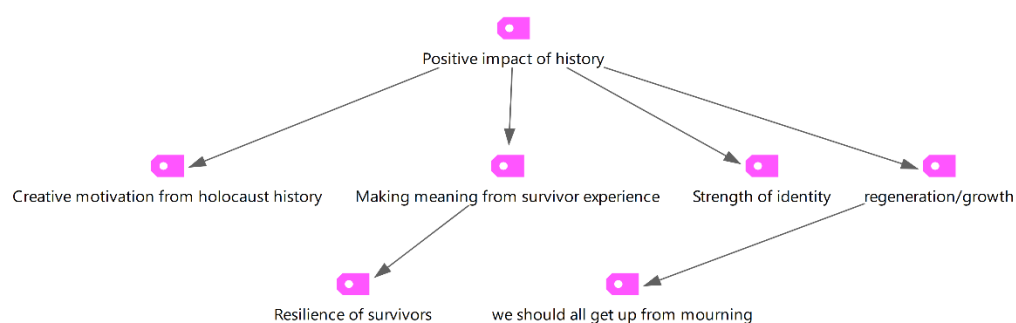 Positive impact of history
Creative motivation from holocaust history
Making meaning from survivor experience
Strength of identity
regeneration/growth
Resilience of survivors
we should all get up from mourning